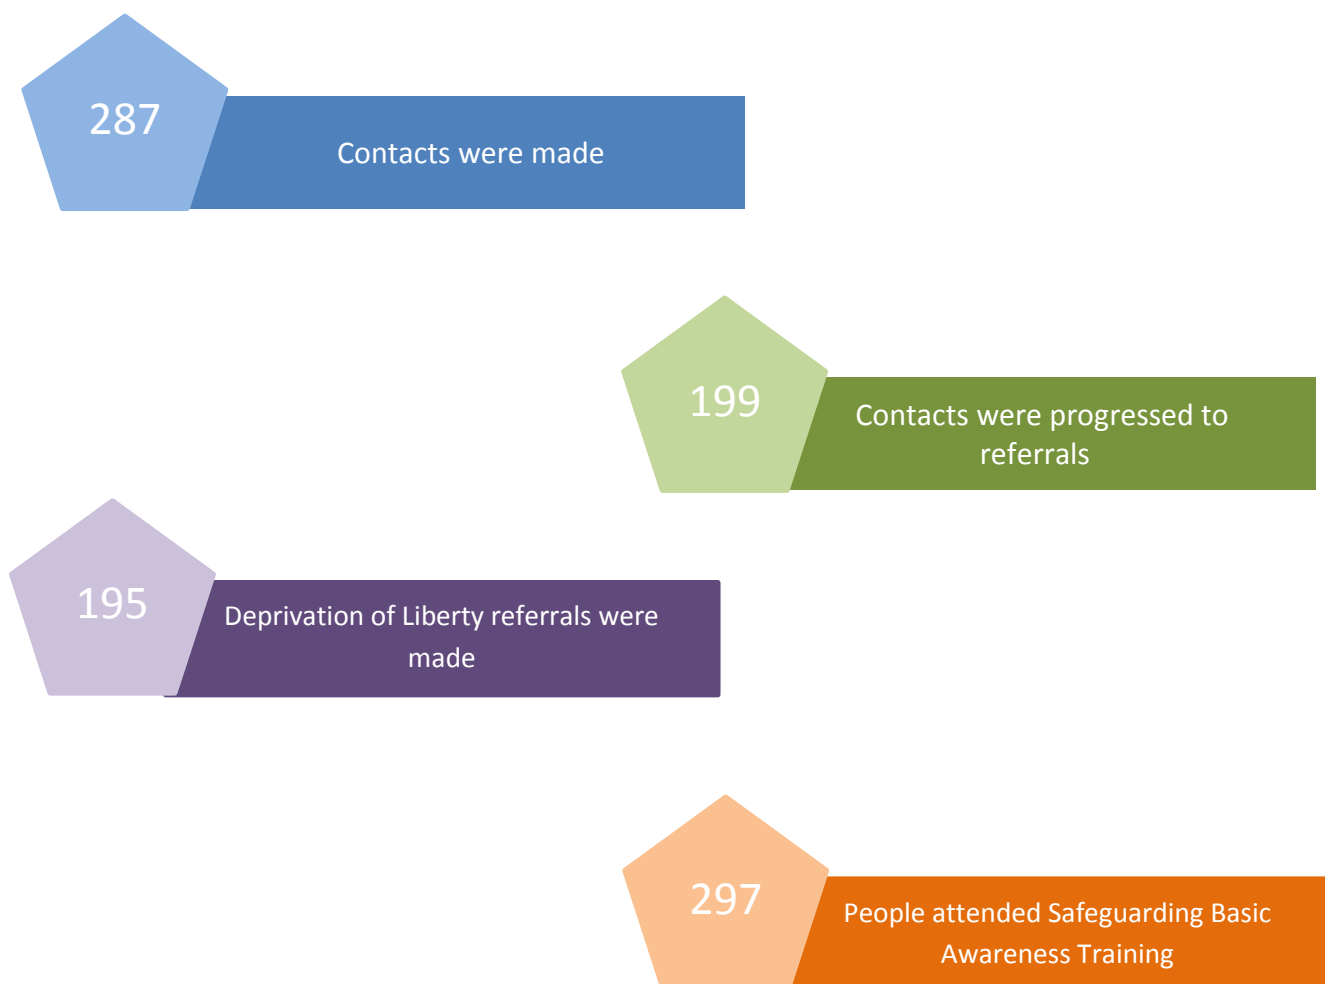 287
Contacts were made
199
Contacts were progressed to
referrals
195
Deprivation of Liberty referrals were
made
297
People attended Safeguarding Basic
Awareness Training